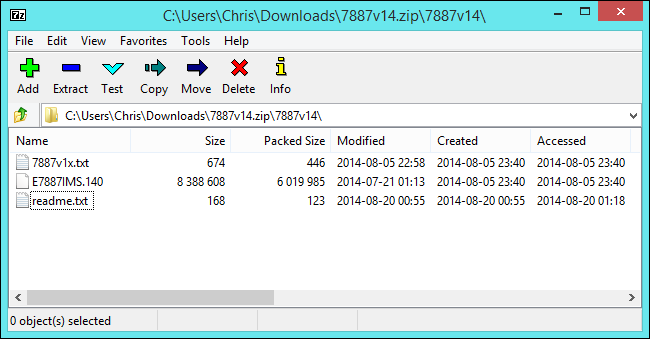 7z C:\Users\Chris\Downloads\7887v14.zip\7887v14\
File Edit View Favorites Tools Help
Add Extract Test Copy Move Delete Info
C:\Users\Chris\Downloads\7887v14.zip\7887v14\
Name Size Packed Size Modified Created Accessed
7887v1x.txt 674 446 2014-08-05 22:58 2014-08-05 23:40 2014-08-05 23:40
E7887IMS.140 8 388 608 6 019 985 2014-07-21 01:13 2014-08-05 23:40 2014-08-05 23:40
readme.txt 168 123 2014-08-20 00:55 2014-08-20 00:55 2014-08-20 01:18
0 object(s) selected